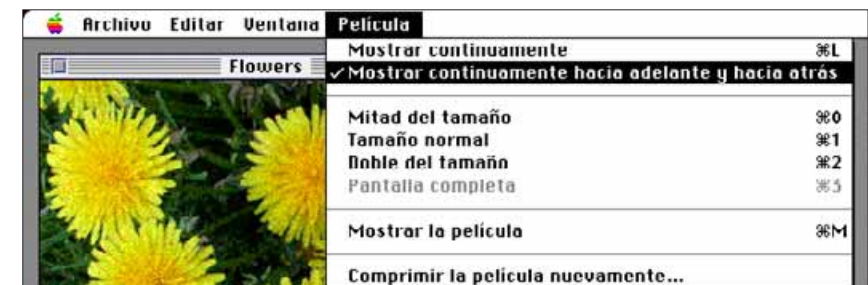 Archivo Editar Ventana Película
Flowers
Mostrar continuamente ⌘L
✓Mostrar continuamente hacia adelante y hacia atrás
Mitad del tamaño ⌘0
Tamaño normal ⌘1
Doble del tamaño ⌘2
Pantalla completa ⌘3
Mostrar la película ⌘M
Comprimir la película nuevamente...